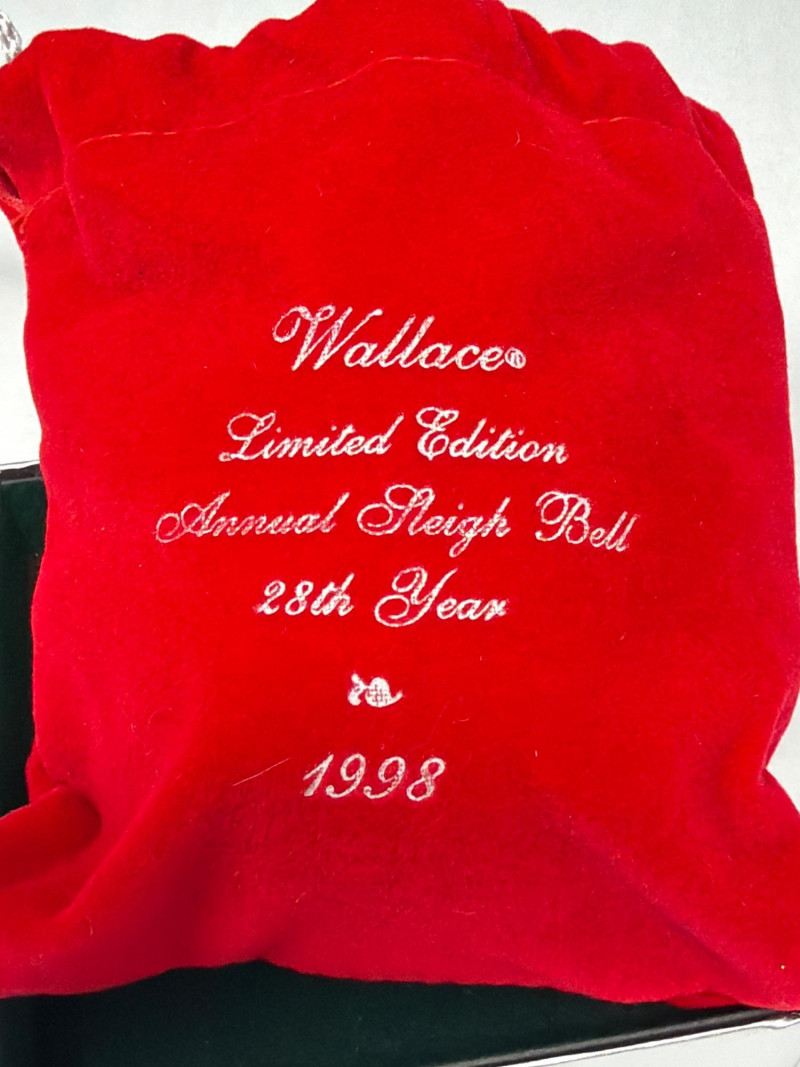 Wallace®
Limited Edition
Annual Sleigh Bell
28th Year
1998